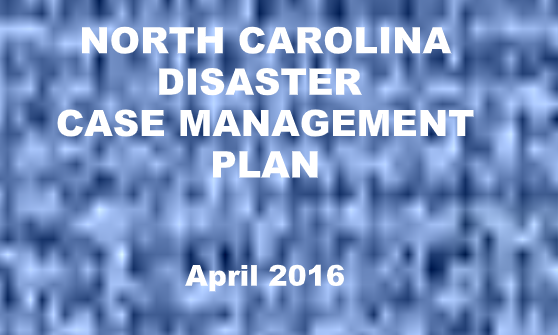 NORTH CAROLINA
DISASTER
CASE MANAGEMENT
PLAN
April 2016